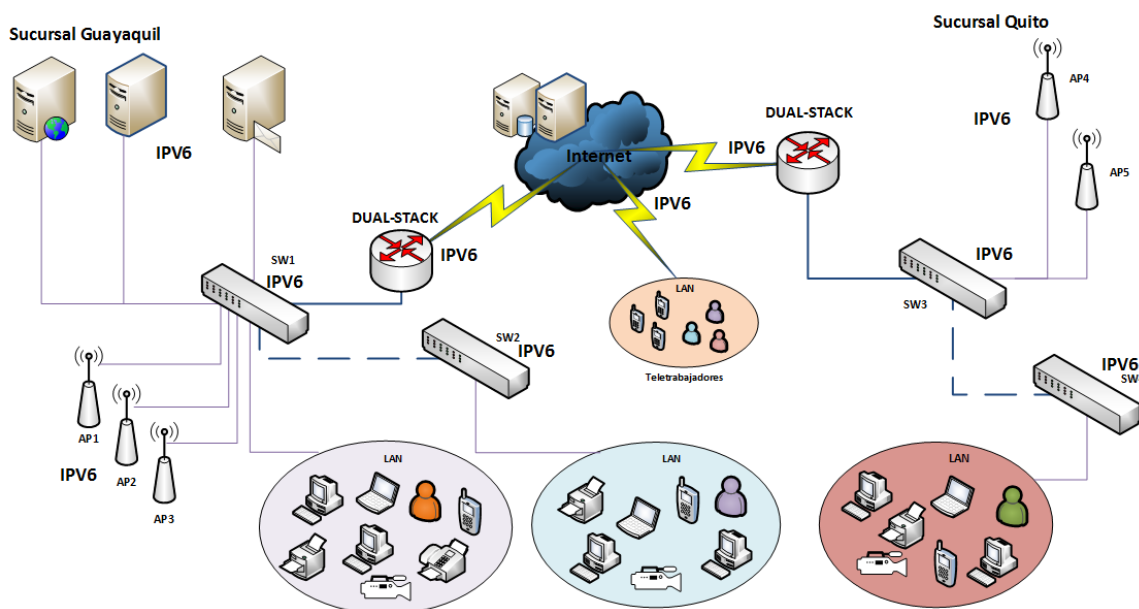 Sucursal Guayaquil
Sucursal Quito
IPV6
Internet
DUAL-STACK
IPV6
IPV6
DUAL-STACK
IPV6
AP4
IPV6
AP5
SW1
IPV6
SW2
IPV6
LAN
Teletrabajadores
IPV6
SW3
IPV6
SW
AP1
IPV6
AP2
AP3
LAN
LAN
LAN